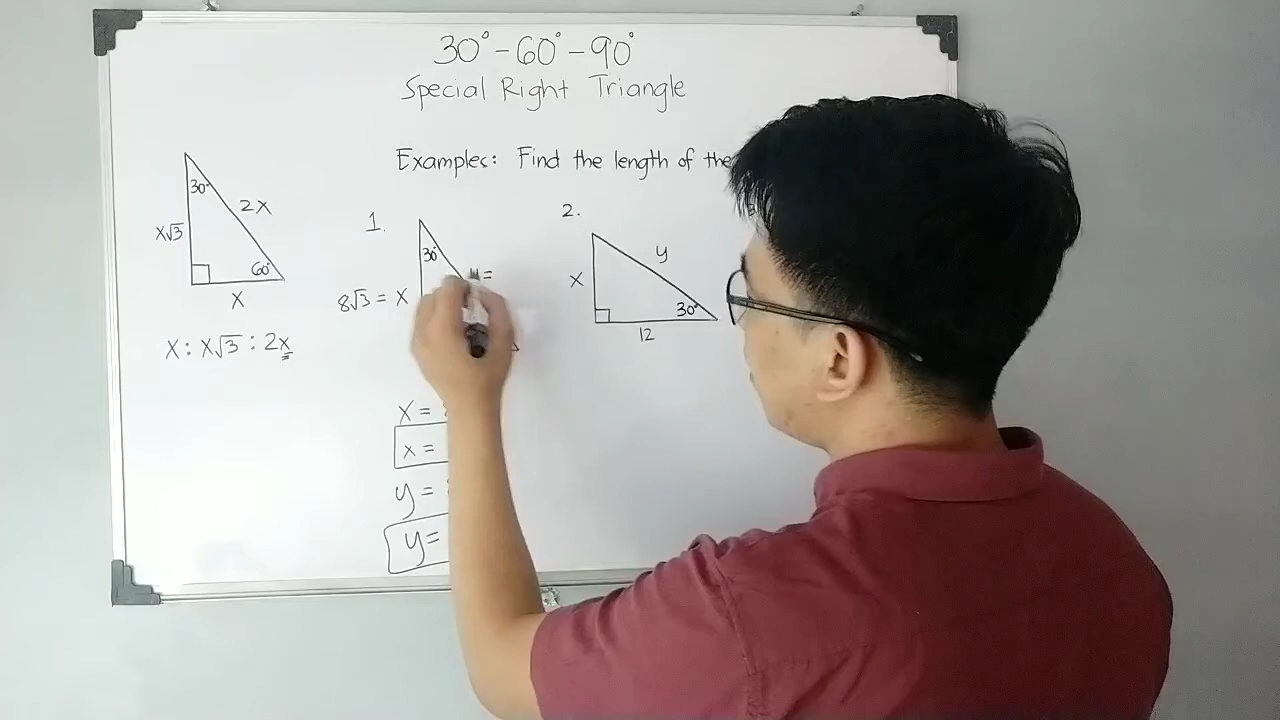 30° - 60° - 90°
Special Right Triangle
Examples: Find the length of the
30°
2x
x√3
60°
x
x : x√3 : 2x
1.
30°
8√3 = x
=
x =
x =
y =
y =
2.
y
x
30°
12